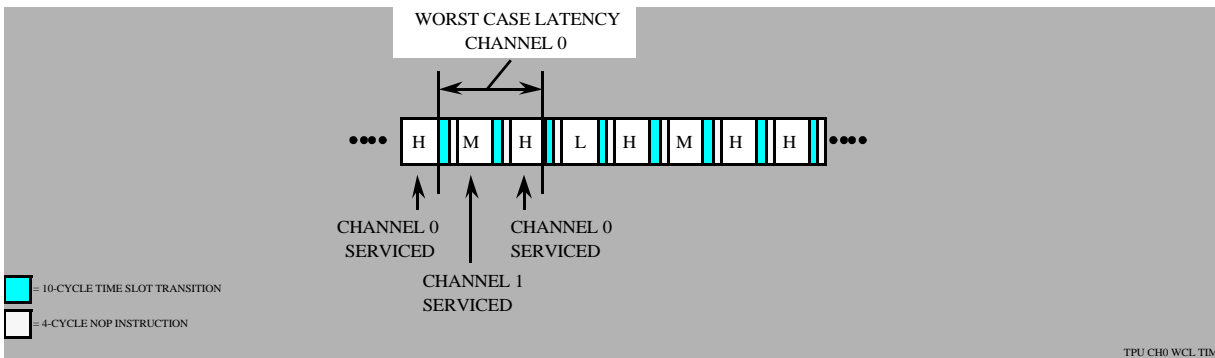 WORST CASE LATENCY
CHANNEL 0
H M H L H M H H
CHANNEL 0
SERVICED
CHANNEL 0
SERVICED
CHANNEL 1
SERVICED
= 10-CYCLE TIME SLOT TRANSITION
= 4-CYCLE NOP INSTRUCTION
TPU CH0 WCL TIM